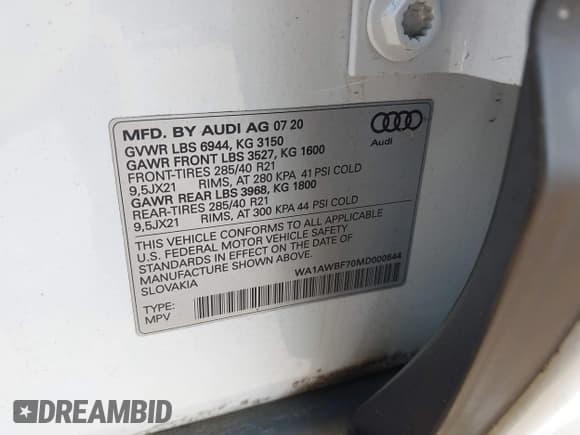 MFD. BY AUDI AG 07 20
GVWR LBS 6944, KG 3150
GAWR FRONT LBS 3527, KG 1600
FRONT-TIRES 285/40 R21
9,5JX21 RIMS, AT 280 KPA 41 PSI COLD
GAWR REAR LBS 3968, KG 1800
REAR-TIRES 285/40 R21
9,5JX21 RIMS, AT 300 KPA 44 PSI COLD
Audi
THIS VEHICLE CONFORMS TO ALL APPLICABLE
U.S. FEDERAL MOTOR VEHICLE SAFETY
STANDARDS IN EFFECT ON THE DATE OF
MANUFACTURE SHOWN ABOVE.
SLOVAKIA
WA1AWBF70MD000644
TYPE:
MPV
DREAMBID